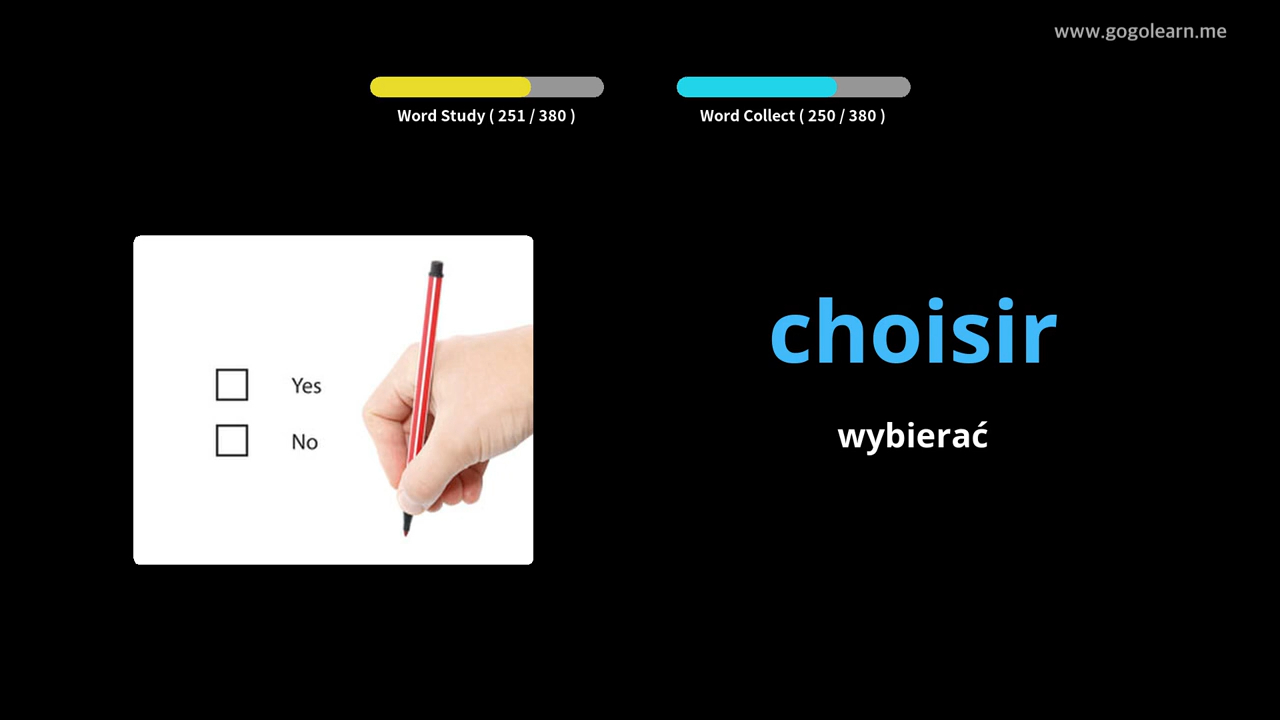 www.gogolearn.me
Word Study ( 251 / 380 )
Word Collect ( 250 / 380 )
Yes
No
choisir
wybierać